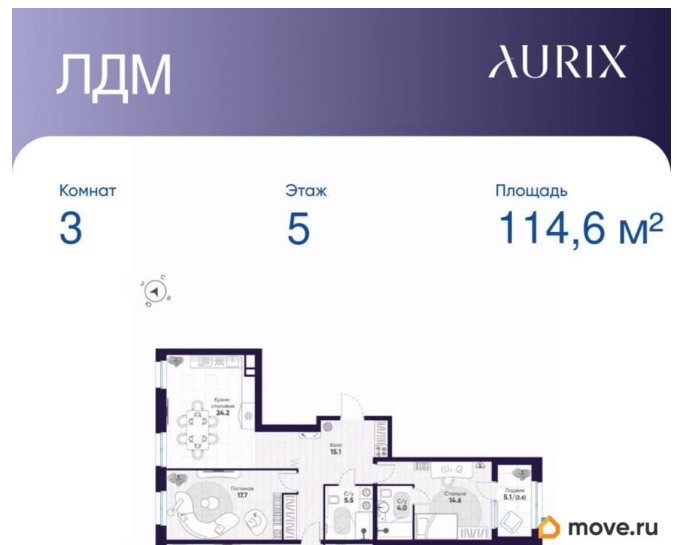 ЛДМ
AURIX
Комнат
Этаж
Площадь
3
5
114,6 м²
С
З
В
Ю
Кухня-
столовая
24.2
Холл
15.1
Гостиная
17.7
С/у
5.5
С/у
4.0
Спальня
14.6
Лоджия
5.1/(2.6)
move.ru